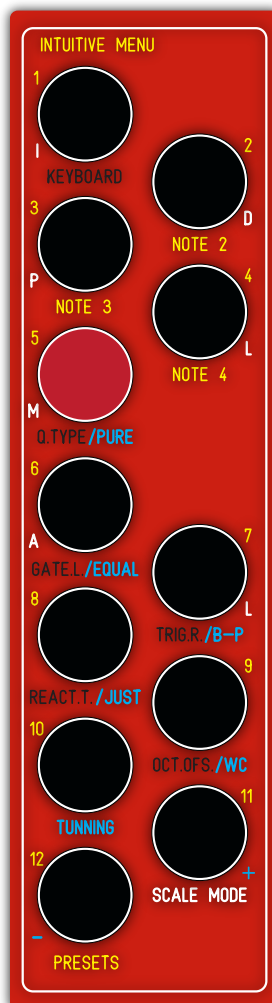 INTUITIVE MENU
1
I
KEYBOARD
2
D
NOTE 2
3
P
NOTE 3
4
L
NOTE 4
5
M
Q.TYPE/PURE
6
A
GATE.L./EQUAL
7
L
TRIG.R./B-P
8
REACT.T./JUST
9
OCT.OFS./WC
10
TUNNING
11
+
SCALE MODE
12
-
PRESETS